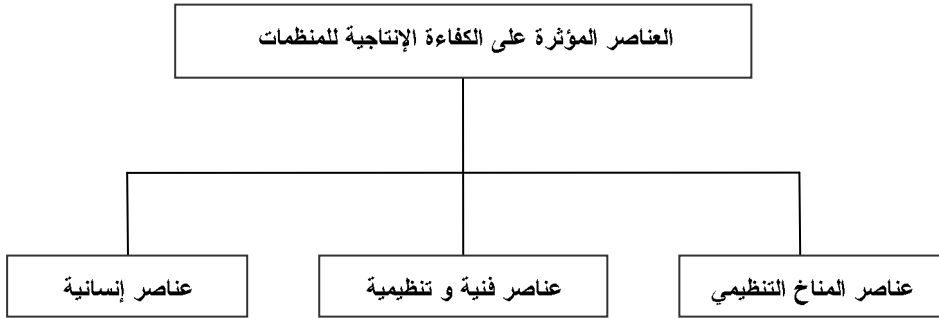 العناصر المؤثرة على الكفاءة الإنتاجية للمنظمات
عناصر المناخ التنظيمي
عناصر فنية و تنظيمية
عناصر إنسانية